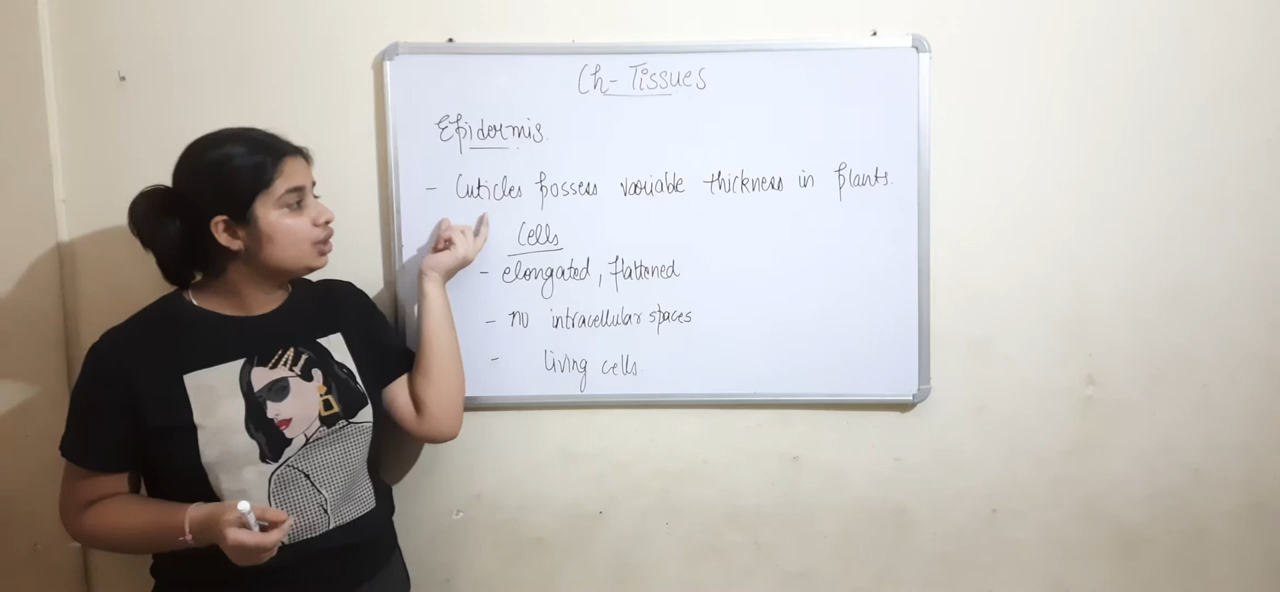 Ch- Tissues
Epidermis.
- Cuticles possess variable thickness in plants.
Cells
- elongated, flattened
- no intracellular spaces
- living cells.